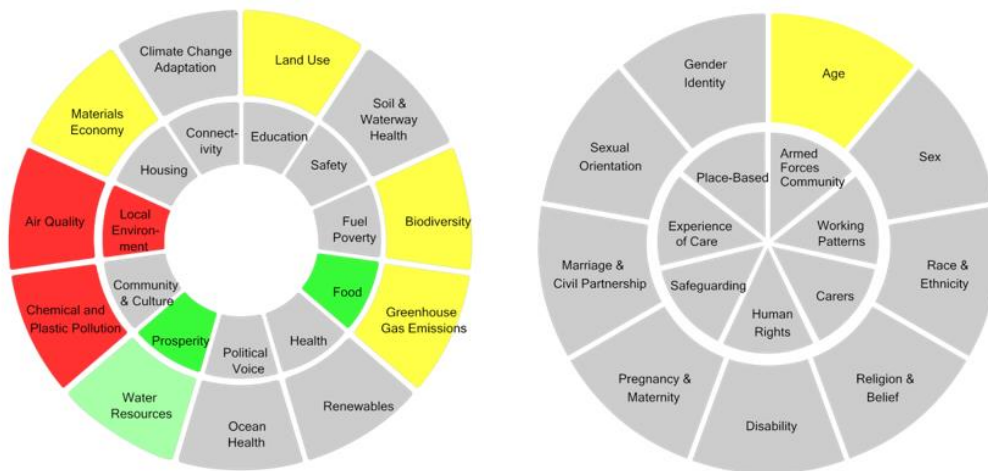 Climate Change
Adaptation
Land Use
Soil &
Waterway
Health
Biodiversity
Greenhouse
Gas Emissions
Renewables
Ocean
Health
Water
Resources
Chemical and
Plastic Pollution
Air Quality
Materials
Economy
Connect-
ivity
Education
Safety
Fuel
Poverty
Food
Health
Political
Voice
Prosperity
Community
& Culture
Local
Environ-
ment
Housing
Gender
Identity
Age
Sex
Race &
Ethnicity
Religion &
Belief
Disability
Pregnancy &
Maternity
Marriage &
Civil Partnership
Sexual
Orientation
Place-Based
Armed
Forces
Community
Working
Patterns
Carers
Human
Rights
Safeguarding
Experience
of Care